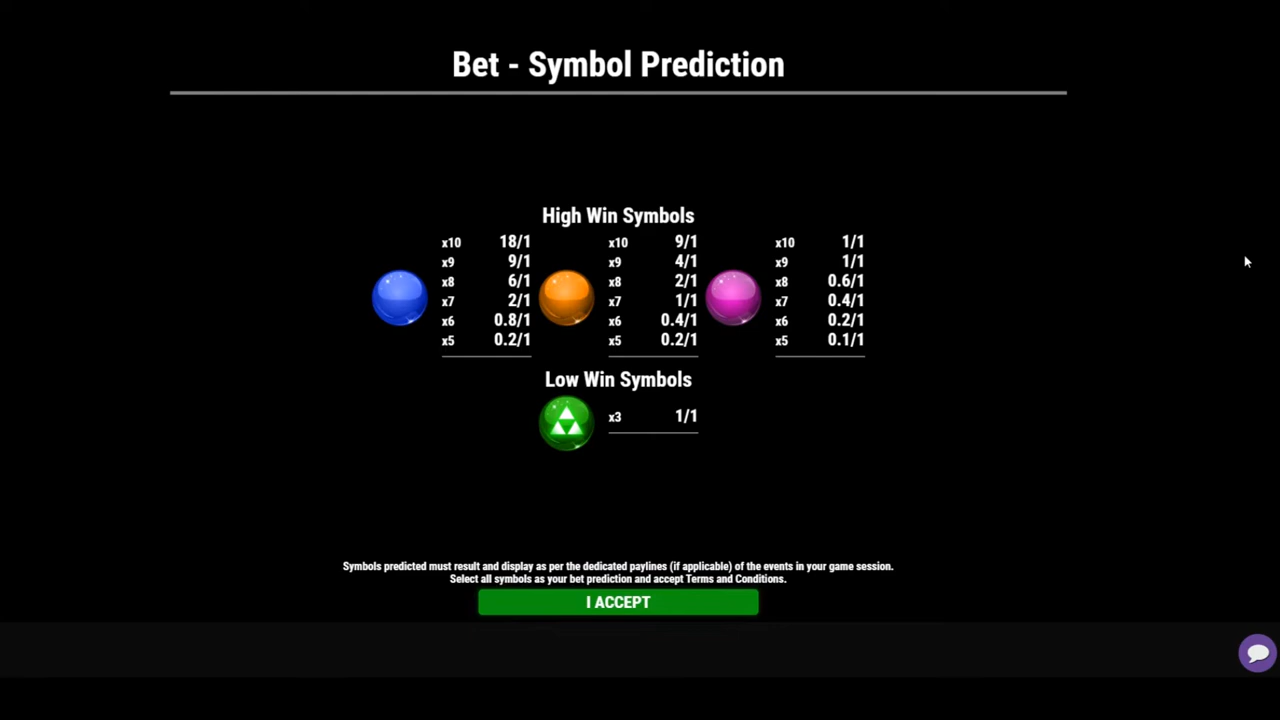 Bet - Symbol Prediction
High Win Symbols
x10 18/1
x9 9/1
x8 6/1
x7 2/1
x6 0.8/1
x5 0.2/1
x10 9/1
x9 4/1
x8 2/1
x7 1/1
x6 0.4/1
x5 0.2/1
x10 1/1
x9 1/1
x8 0.6/1
x7 0.4/1
x6 0.2/1
x5 0.1/1
Low Win Symbols
x3 1/1
Symbols predicted must result and display as per the dedicated paylines (if applicable) of the events in your game session.
Select all symbols as your bet prediction and accept Terms and Conditions.
I ACCEPT